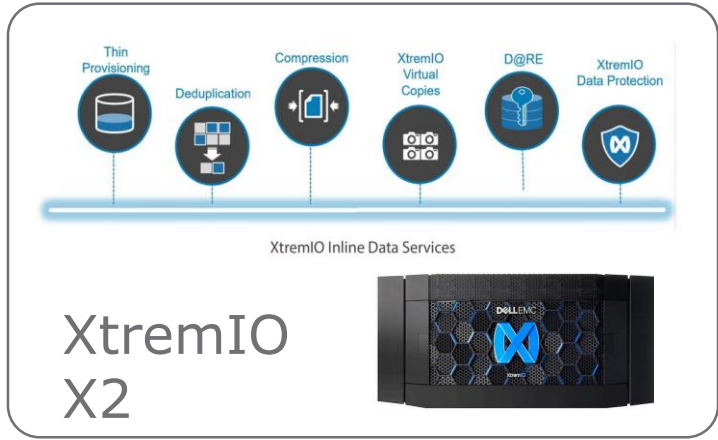 Thin
Provisioning
Deduplication
Compression
XtremIO
Virtual
Copies
D@RE
XtremIO
Data Protection
XtremIO Inline Data Services
XtremIO
X2
DELLEMC
XtremIO